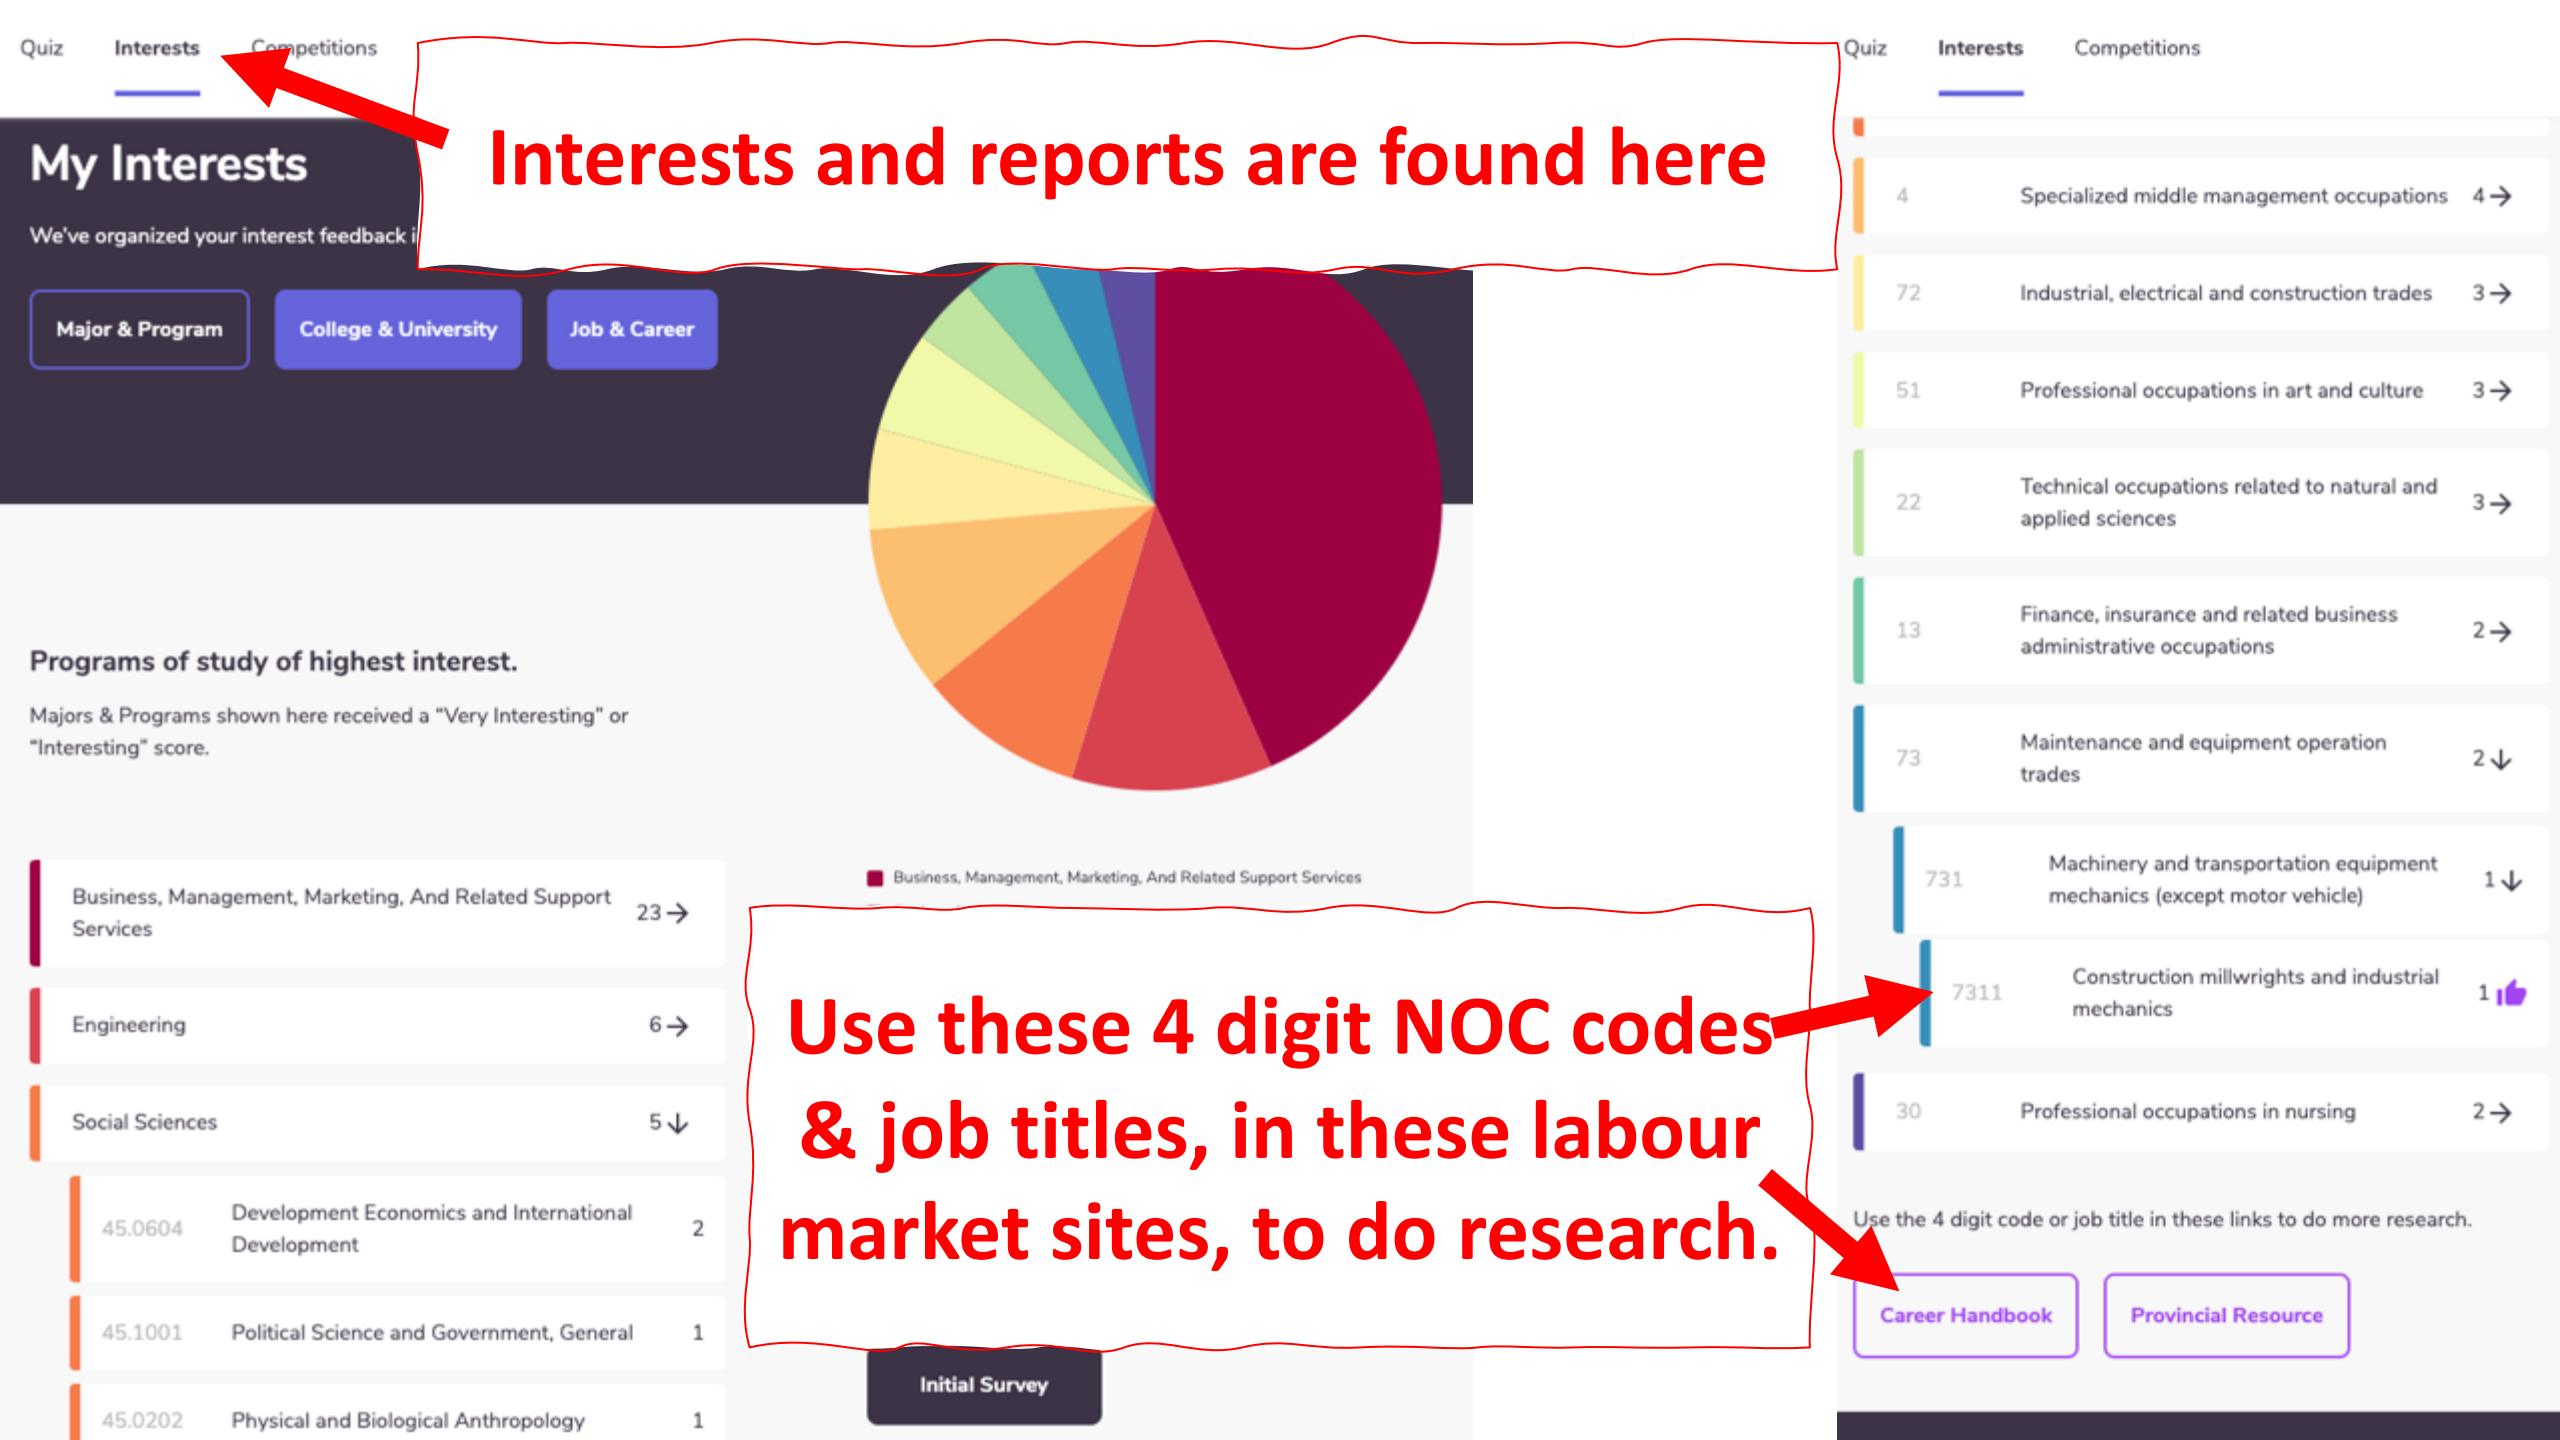 Quiz Interests Competitions
Interests and reports are found here
My Interests
We've organized your interest feedback
Major & Program College & University Job & Career
Programs of study of highest interest.
Majors & Programs shown here received a “Very Interesting” or
“Interesting” score.
Business, Management, Marketing, And Related Support
Services
23
Engineering 6
Social Sciences 5
45.0604 Development Economics and International
Development
2
45.1001 Political Science and Government, General 1
45.0202 Physical and Biological Anthropology 1
Business, Management, Marketing, And Related Support Services
Use these 4 digit NOC codes
& job titles, in these labour
market sites, to do research.
Initial Survey
Quiz Interests Competitions
4 Specialized middle management occupations 4
72 Industrial, electrical and construction trades 3
51 Professional occupations in art and culture 3
22 Technical occupations related to natural and
applied sciences
3
13 Finance, insurance and related business
administrative occupations
2
73 Maintenance and equipment operation
trades
2
731 Machinery and transportation equipment
mechanics (except motor vehicle)
1
7311 Construction millwrights and industrial
mechanics
1
30 Professional occupations in nursing 2
Use the 4 digit code or job title in these links to do more research.
Career Handbook Provincial Resource